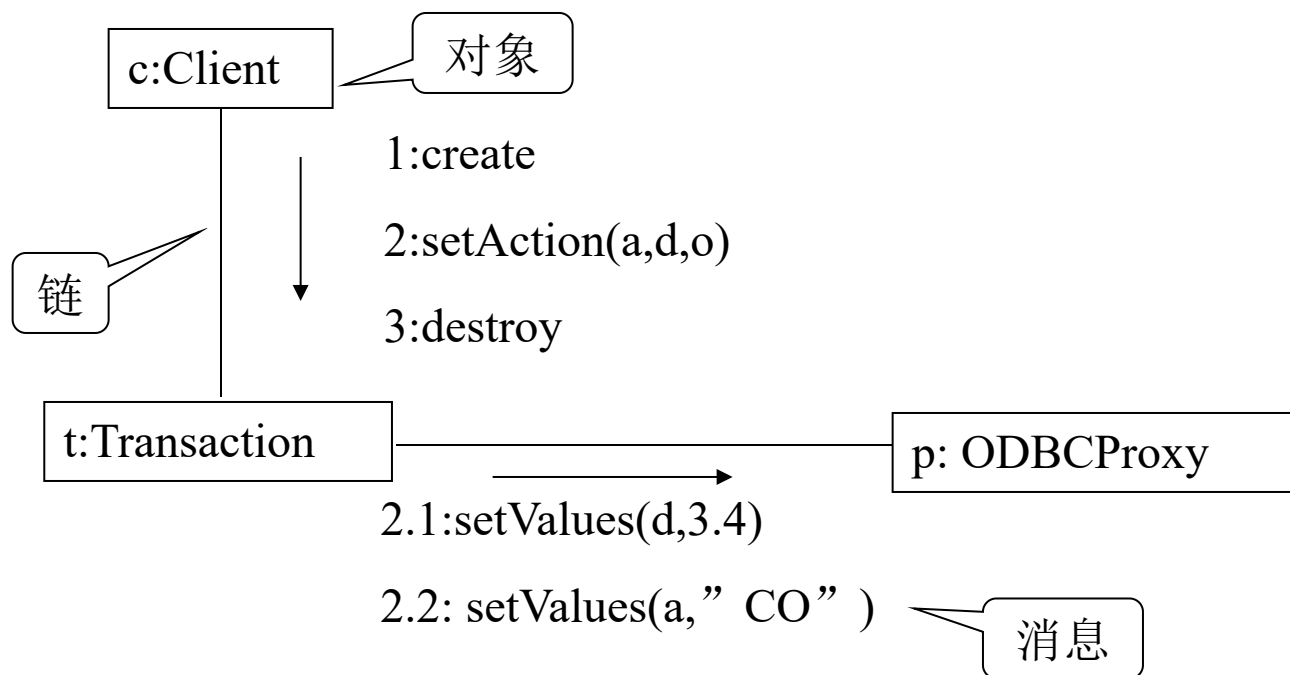 c:Client
对象
1:create
2:setAction(a,d,o)
链
3:destroy
t:Transaction
p: ODBCProxy
2.1:setValues(d,3.4)
2.2: setValues(a,”CO”)
消息